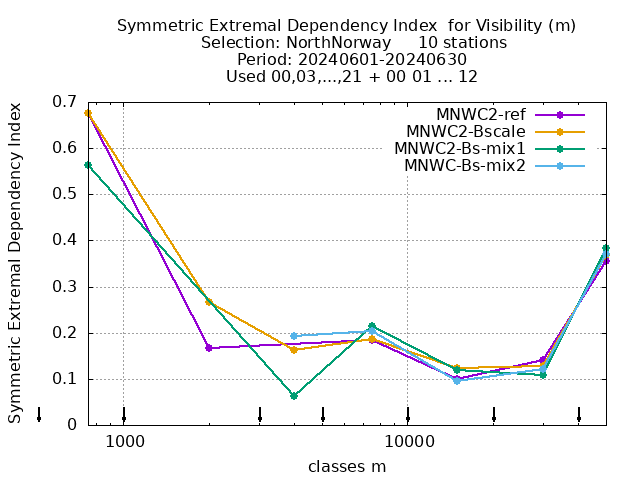 Symmetric Extremal Dependency Index  for Visibility (m)
Selection: NorthNorway     10 stations
Period: 20240601-20240630
Used 00,03,...,21 + 00 01 ... 12
Symmetric Extremal Dependency Index
0.7
0.6
0.5
0.4
0.3
0.2
0.1
0
MNWC2-ref
MNWC2-Bscale
MNWC2-Bs-mix1
MNWC-Bs-mix2
1000
10000
classes m